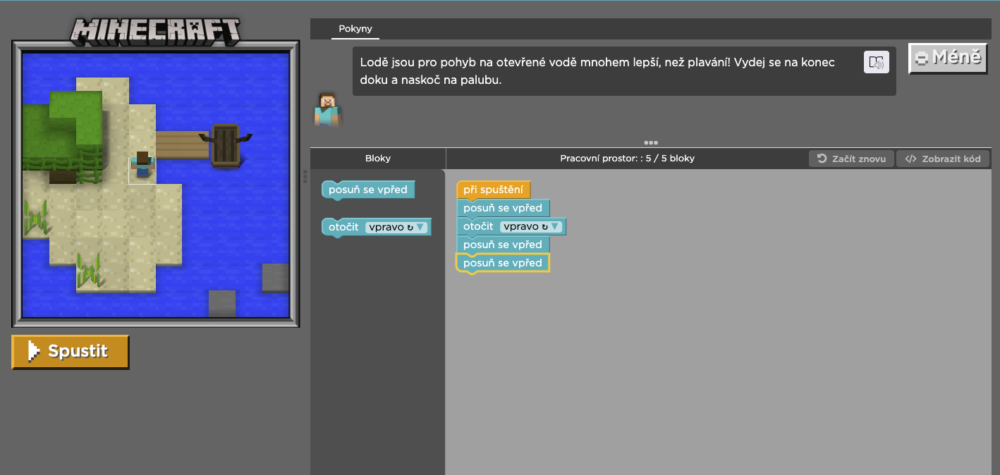 MINECRAFT
Pokyny
Lodě jsou pro pohyb na otevřené vodě mnohem lepší, než plavání! Vydej se na konec
doku a naskoč na palubu.
Méně
Bloky
Pracovní prostor: : 5 / 5 bloky
Začít znovu
</> Zobrazit kód
posuň se vpřed
otočit vpravo ↻ ▼
při spuštění
posuň se vpřed
otočit vpravo ↻ ▼
posuň se vpřed
posuň se vpřed
Spustit